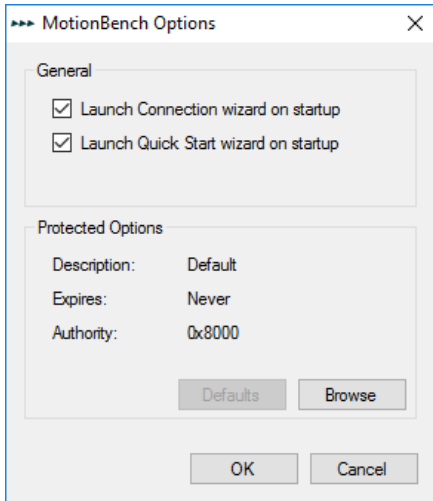 MotionBench Options
General
Launch Connection wizard on startup
Launch Quick Start wizard on startup
Protected Options
Description: Default
Expires: Never
Authority: 0x8000
Defaults Browse
OK Cancel